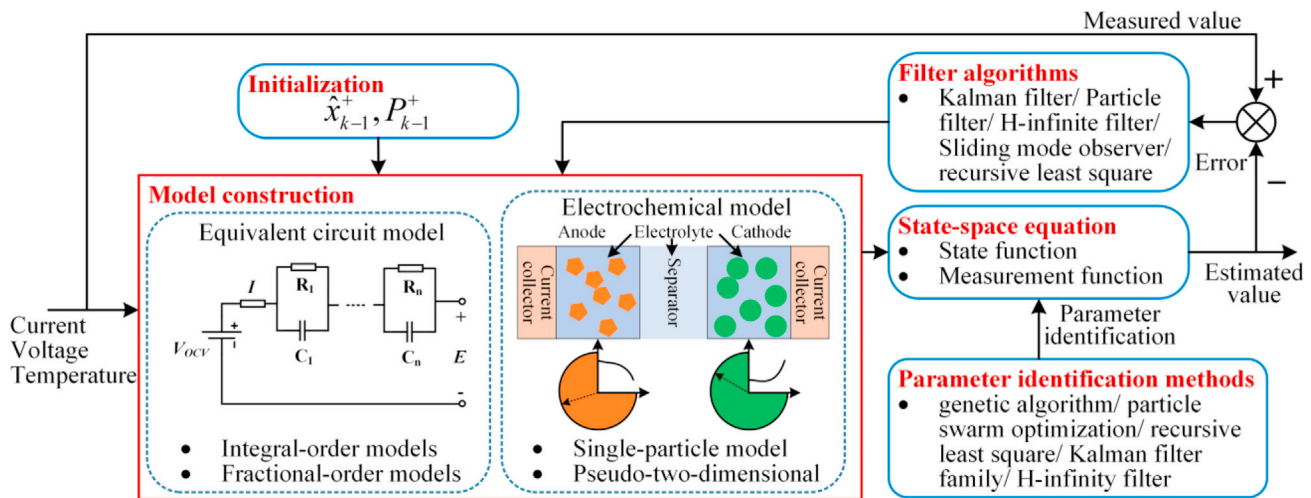 Measured value
Initialization
x̂⁺ₖ₋₁, P⁺ₖ₋₁
Filter algorithms
• Kalman filter/ Particle
filter/ H-infinite filter/
Sliding mode observer/
recursive least square
+
Error
−
Model construction
Equivalent circuit model
I
R1
Rn
C1
Cn
VOCV
+
-
+
E
-
• Integral-order models
• Fractional-order models
Electrochemical model
Anode
Electrolyte
Cathode
Current
collector
Separator
Current
collector
• Single-particle model
• Pseudo-two-dimensional
State-space equation
• State function
• Measurement function
Estimated
value
Current
Voltage
Temperature
Parameter
identification
Parameter identification methods
• genetic algorithm/ particle
swarm optimization/ recursive
least square/ Kalman filter
family/ H-infinity filter